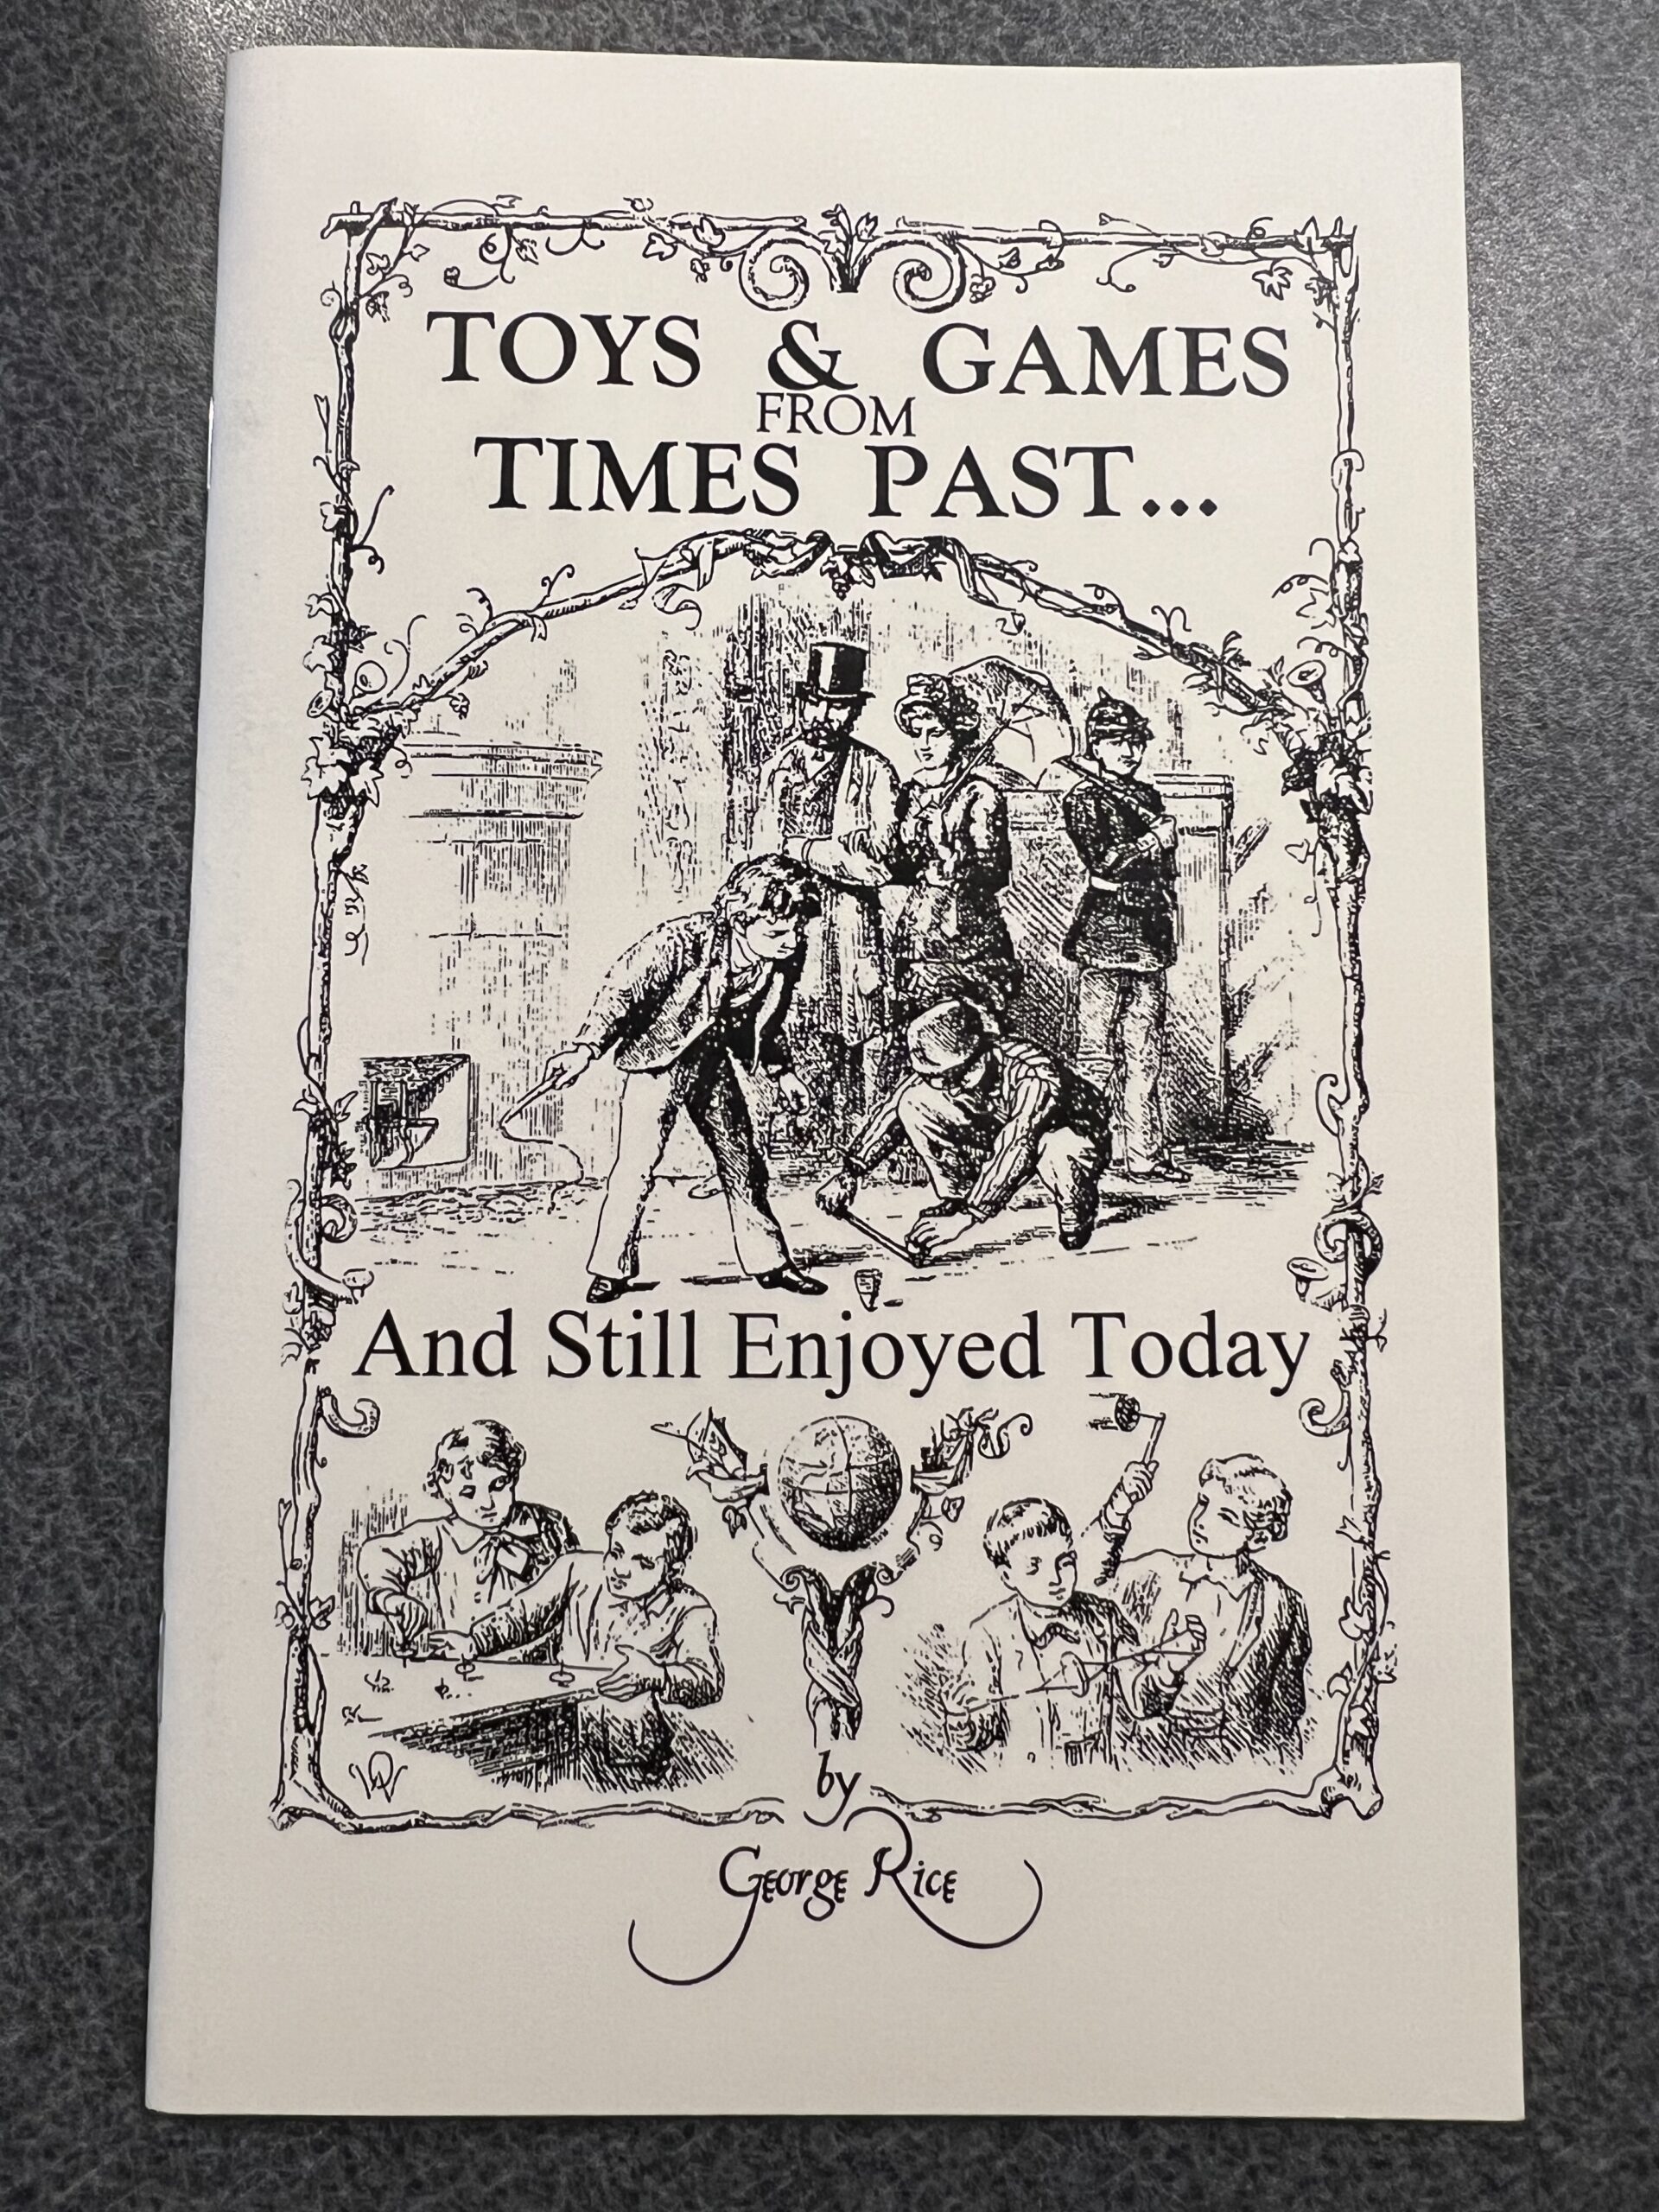 TOYS & GAMES
FROM
TIMES PAST...
And Still Enjoyed Today
by
George Rice